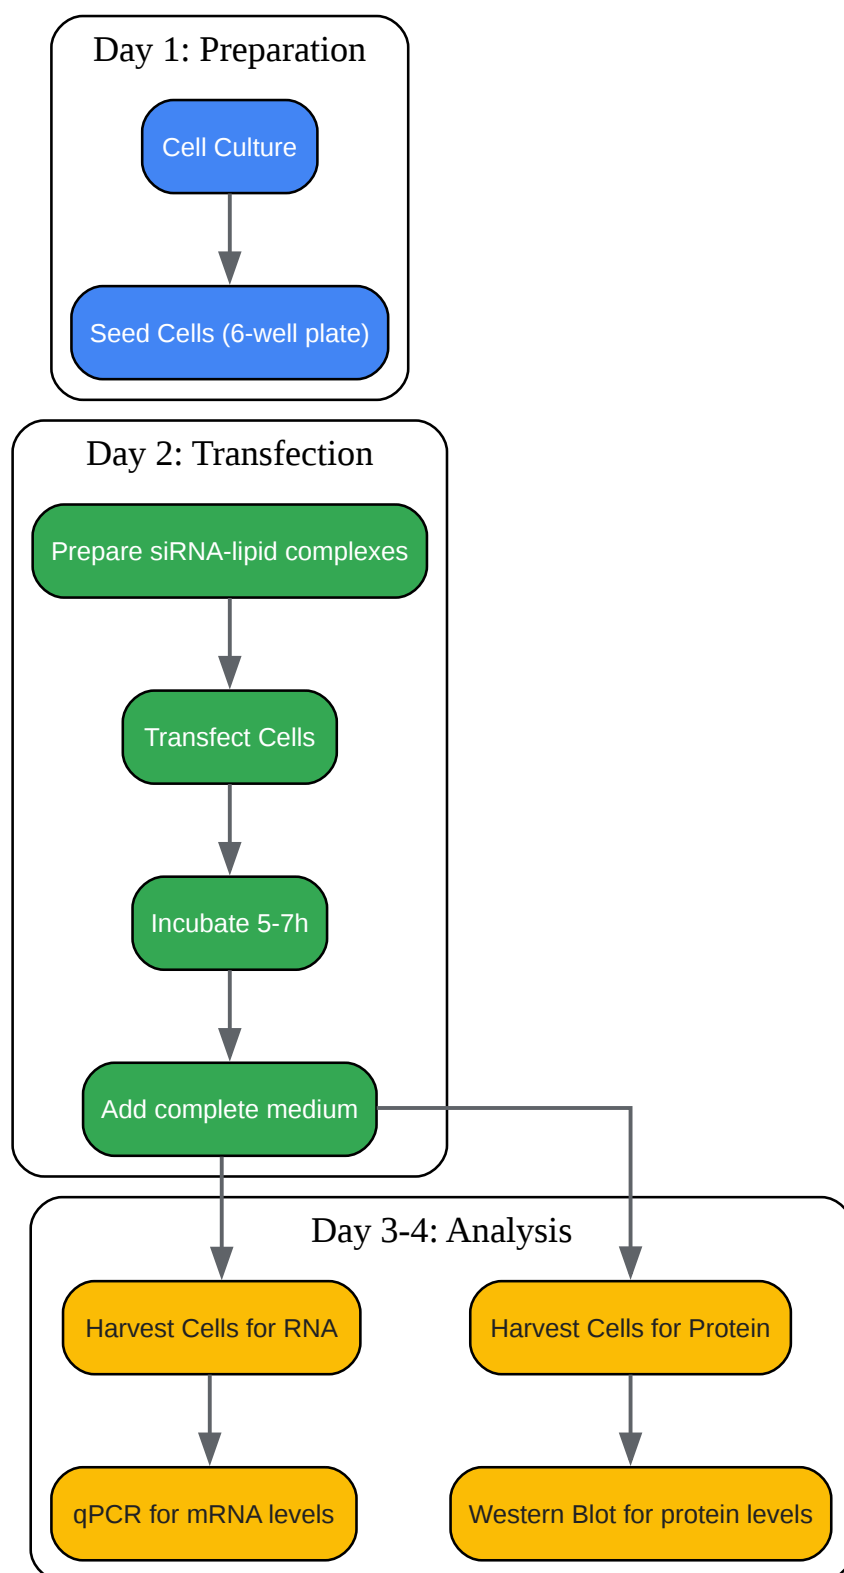 Day 1: Preparation
Cell Culture
Seed Cells (6-well plate)
Day 2: Transfection
Prepare siRNA-lipid complexes
Transfect Cells
Incubate 5-7h
Add complete medium
Day 3-4: Analysis
Harvest Cells for RNA
Harvest Cells for Protein
qPCR for mRNA levels
Western Blot for protein levels